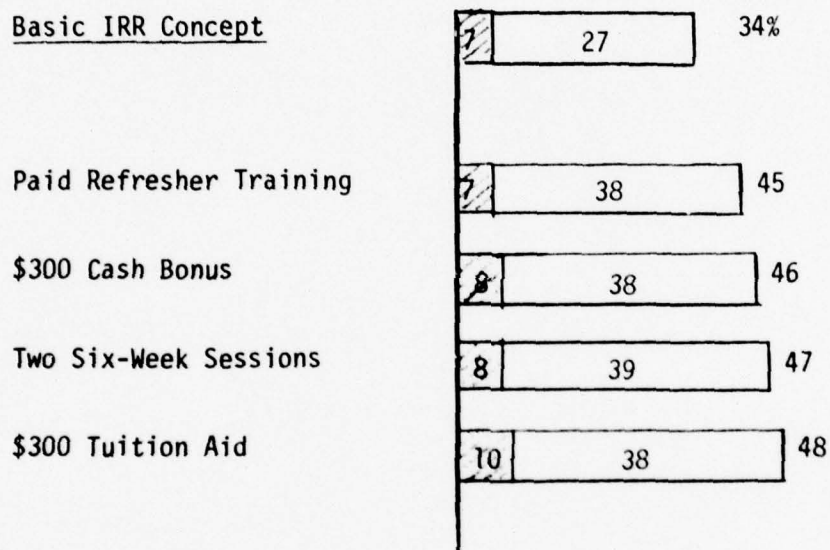 Basic IRR Concept 7 27 34%
Paid Refresher Training 7 38 45
$300 Cash Bonus 8 38 46
Two Six-Week Sessions 8 39 47
$300 Tuition Aid 10 38 48